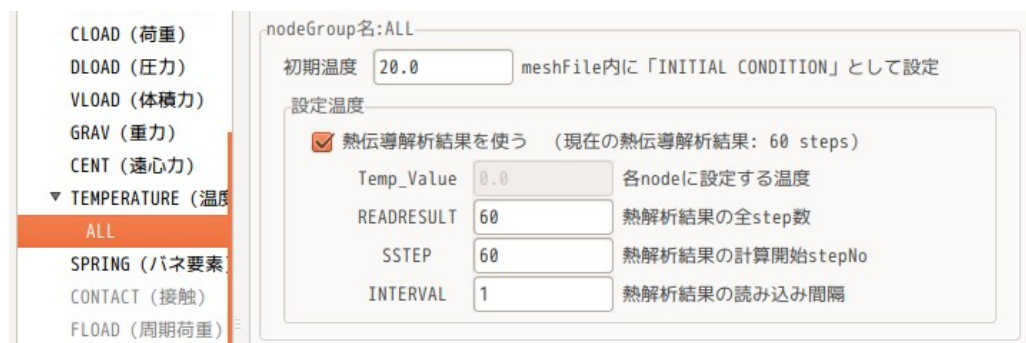 CLOAD (荷重)
DLOAD (圧力)
VLOAD (体積力)
GRAV (重力)
CENT (遠心力)
▼ TEMPERATURE (温度
ALL
SPRING (バネ要素)
CONTACT (接触)
FLOAD (周期荷重)
nodeGroup名:ALL
初期温度 20.0 meshFile内に「INITIAL CONDITION」として設定
設定温度
熱伝導解析結果を使う (現在の熱伝導解析結果: 60 steps)
Temp_Value 0.0 各nodeに設定する温度
READRESULT 60 熱解析結果の全step数
SSTEP 60 熱解析結果の計算開始stepNo
INTERVAL 1 熱解析結果の読み込み間隔